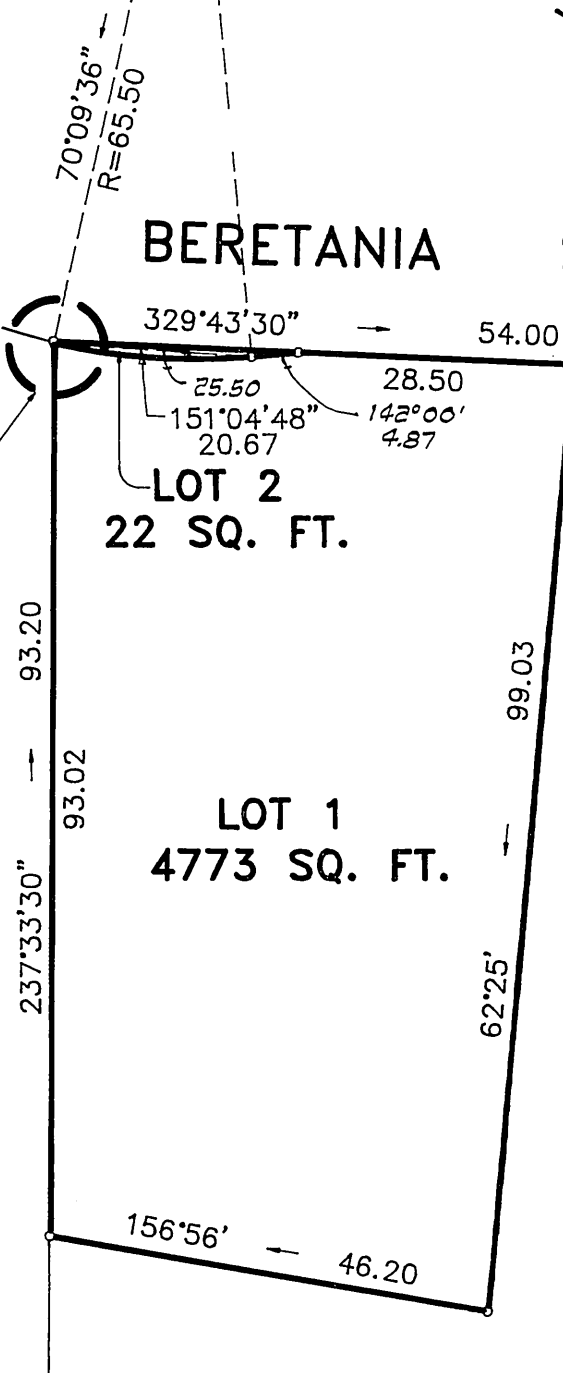 70°09'36"
R=65.50
BERETANIA
329°43'30"
54.00
25.50
28.50
151°04'48"
20.67
142°00'
4.87
LOT 2
22 SQ. FT.
93.20
93.02
237°33'30"
99.03
62°25'
LOT 1
4773 SQ. FT.
156°56'
46.20